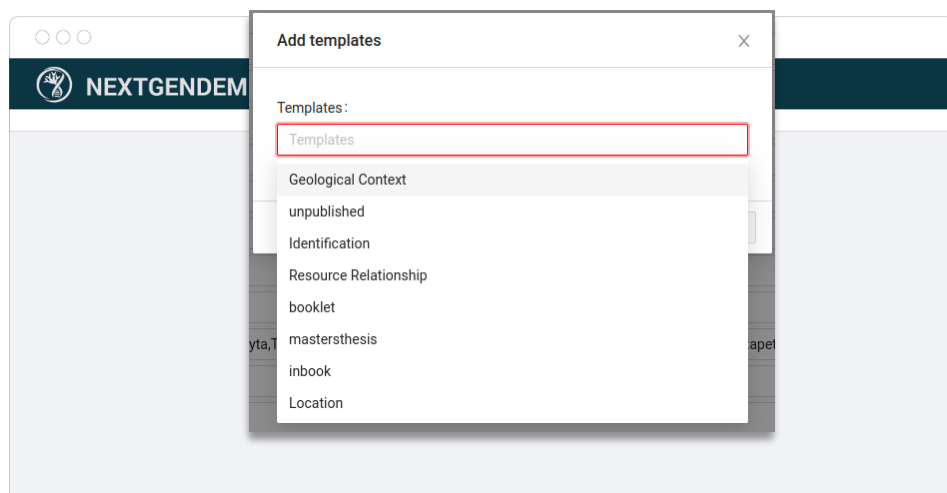 Add templates
NEXTGENDEM
Templates:
Templates
Geological Context
unpublished
Identification
Resource Relationship
booklet
mastersthesis
inbook
Location